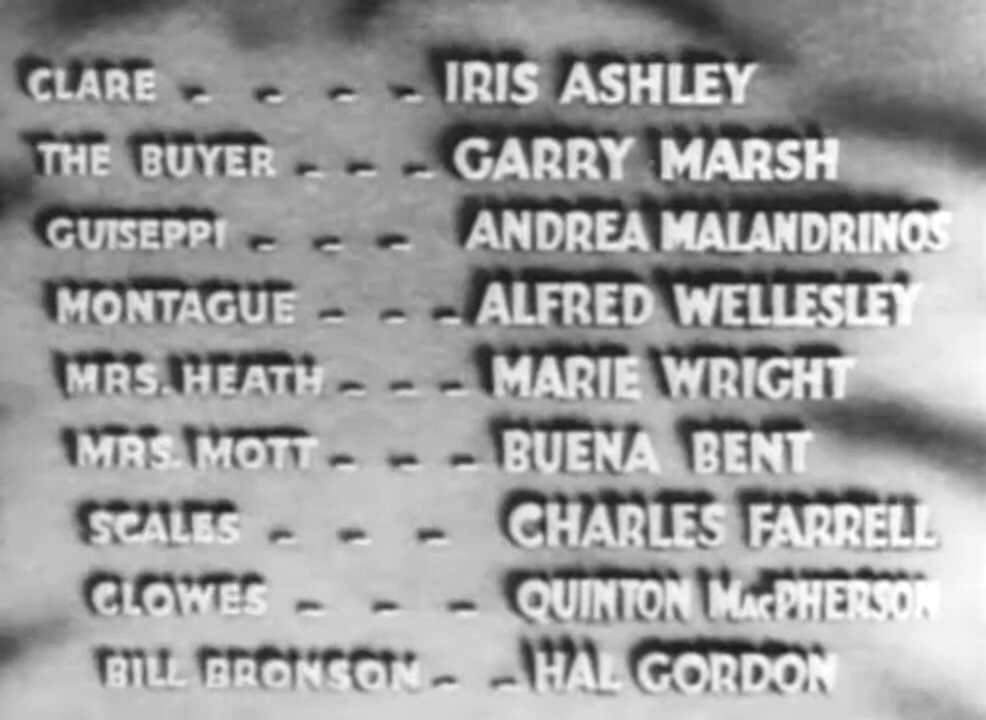 CLARE - - - - IRIS ASHLEY
THE BUYER - - - GARRY MARSH
GUISEPPI - - - ANDREA MALANDRINOS
MONTAGUE - - - ALFRED WELLESLEY
MRS. HEATH - - - MARIE WRIGHT
MRS. MOTT - - - BUENA BENT
SCALES - - - CHARLES FARRELL
CLOWES - - - QUINTON MACPHERSON
BILL BRONSON - - HAL GORDON